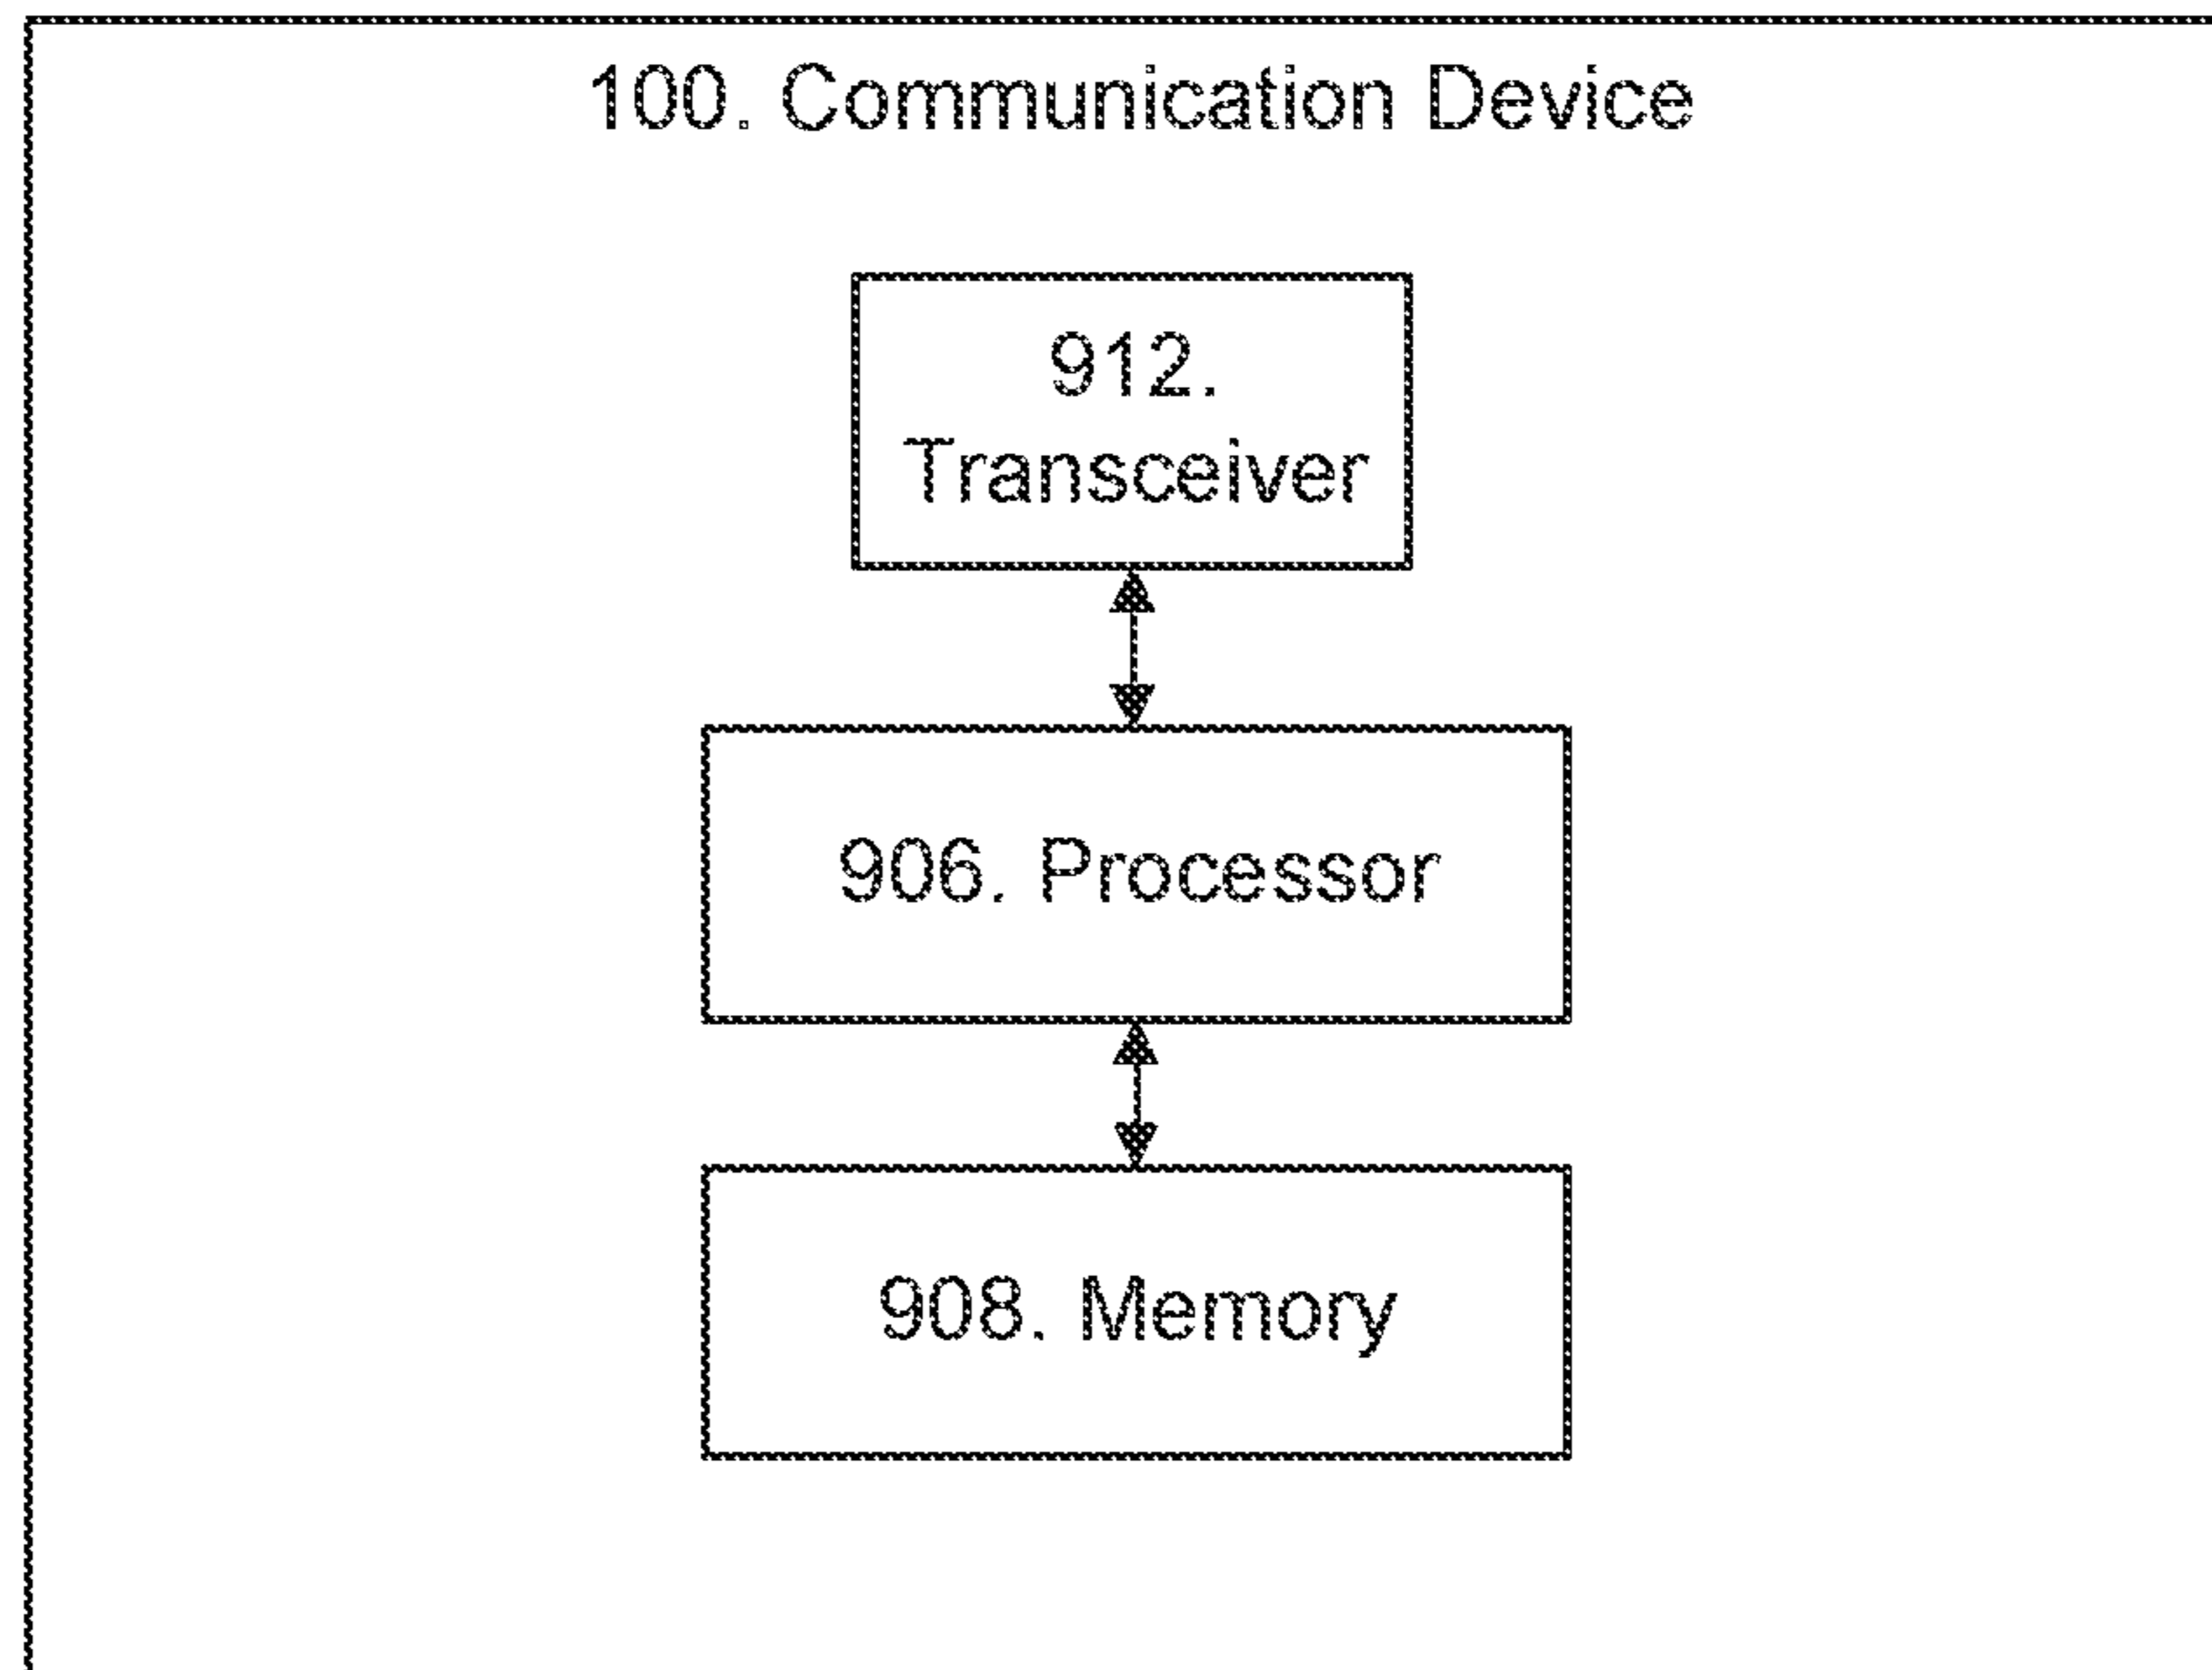 100. Communication Device
912.
Transceiver
906. Processor
908. Memory